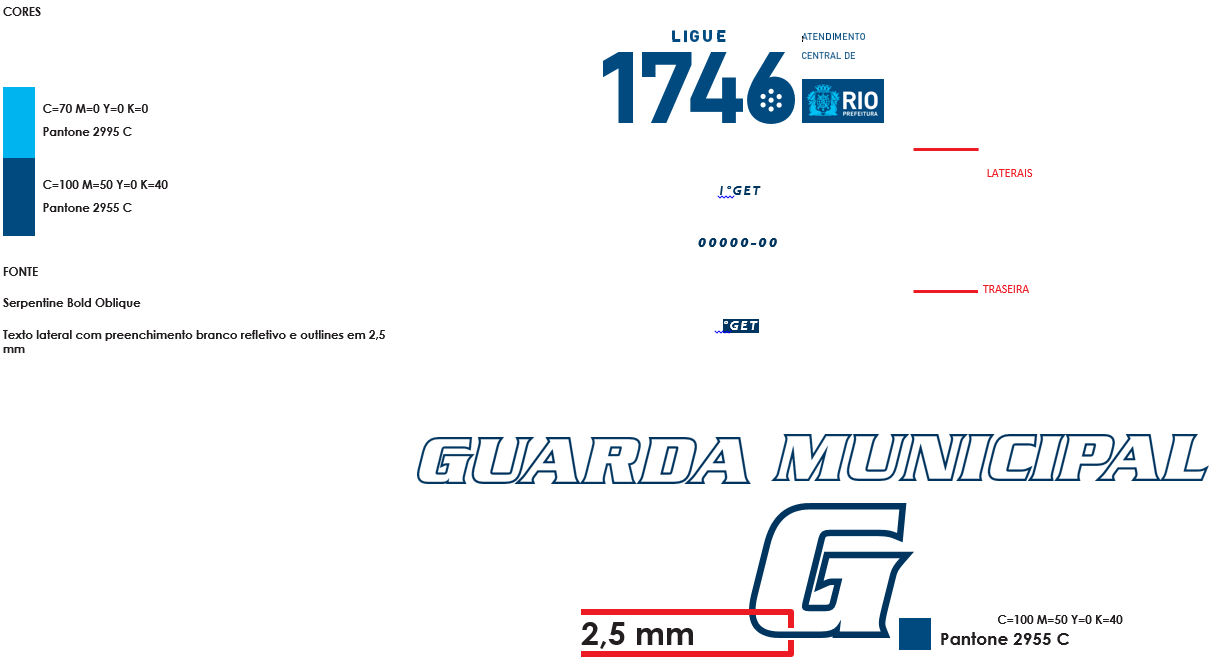 CORES
C=70 M=0 Y=0 K=0
Pantone 2995 C
C=100 M=50 Y=0 K=40
Pantone 2955 C
FONTE
Serpentine Bold Oblique
Texto lateral com preenchimento branco refletivo e outlines em 2,5
mm
LIGUE
1746
ATENDIMENTO
CENTRAL DE
RIO
PREFEITURA
LATERAIS
1°GET
00000-00
TRASEIRA
°GET
GUARDA MUNICIPAL
G
2,5 mm
C=100 M=50 Y=0 K=40
Pantone 2955 C